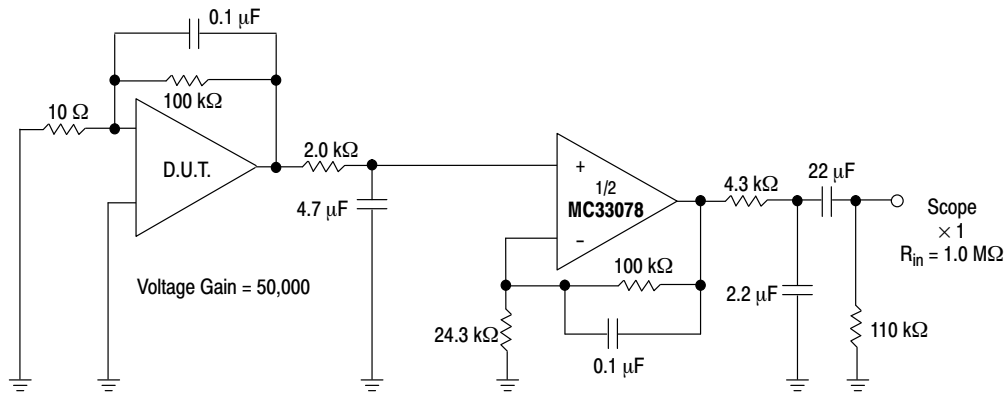 0.1 µF
100 kΩ
10 Ω
D.U.T.
2.0 kΩ
4.7 µF
Voltage Gain = 50,000
+
1/2
MC33078
−
4.3 kΩ
22 µF
Scope
× 1
Rin = 1.0 MΩ
100 kΩ
2.2 µF
24.3 kΩ
0.1 µF
110 kΩ